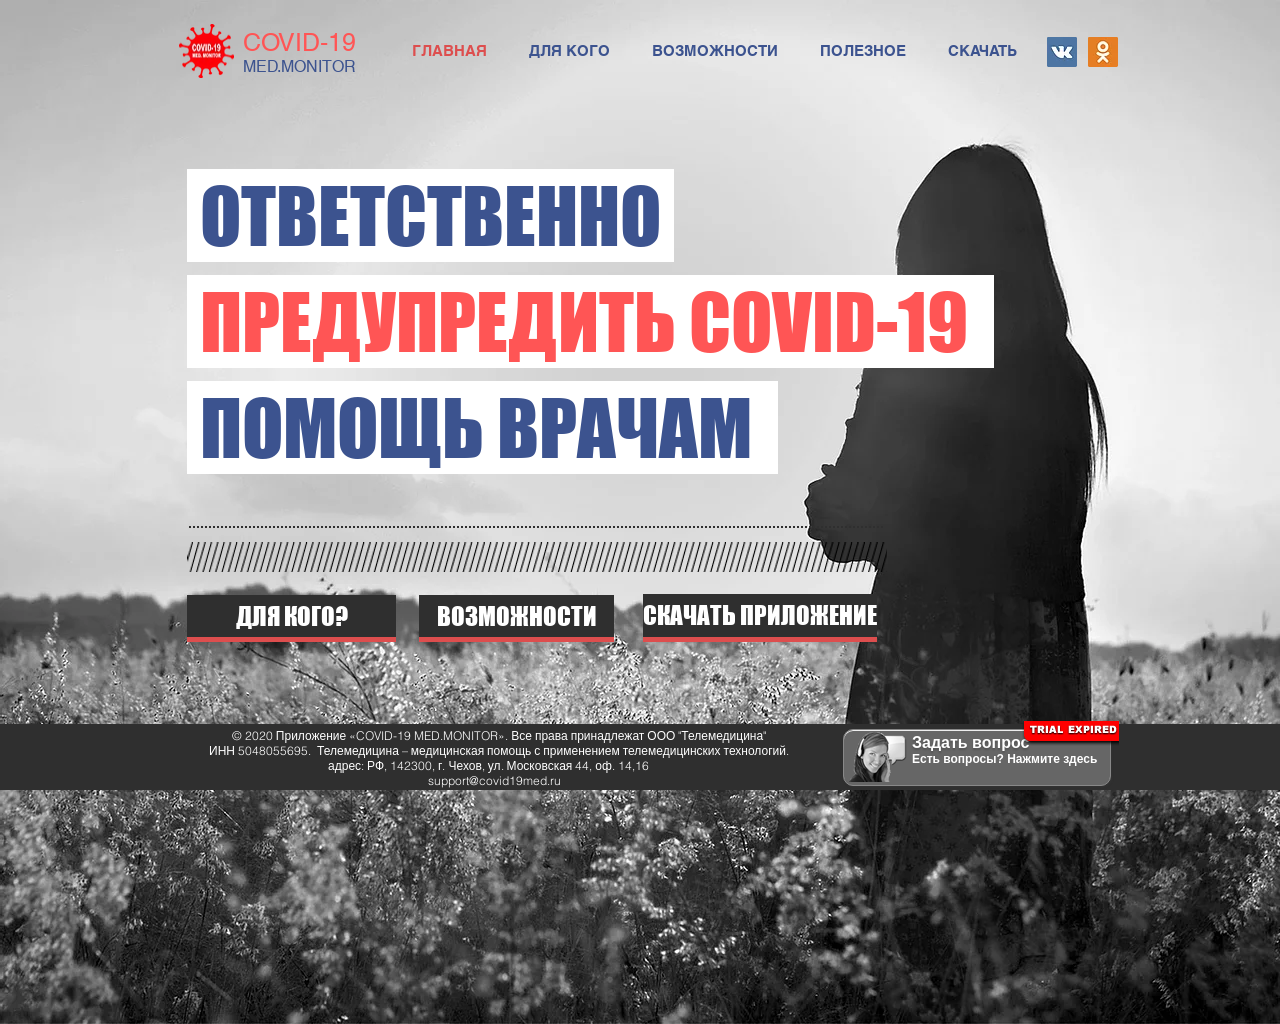 COVID-19
MED. MONITOR
COVID-19
MED.MONITOR
ГЛАВНАЯ ДЛЯ КОГО ВОЗМОЖНОСТИ ПОЛЕЗНОЕ СКАЧАТЬ
ОТВЕТСТВЕННО
ПРЕДУПРЕДИТЬ COVID-19
ПОМОЩЬ ВРАЧАМ
ДЛЯ КОГО? ВОЗМОЖНОСТИ СКАЧАТЬ ПРИЛОЖЕНИЕ
© 2020 Приложение «COVID-19 MED.MONITOR». Все права принадлежат ООО "Телемедицина"
ИНН 5048055695. Телемедицина – медицинская помощь с применением телемедицинских технологий.
адрес: РФ, 142300, г. Чехов, ул. Московская 44, оф. 14,16
support@covid19med.ru
TRIAL EXPIRED
Задать вопрос
Есть вопросы? Нажмите здесь